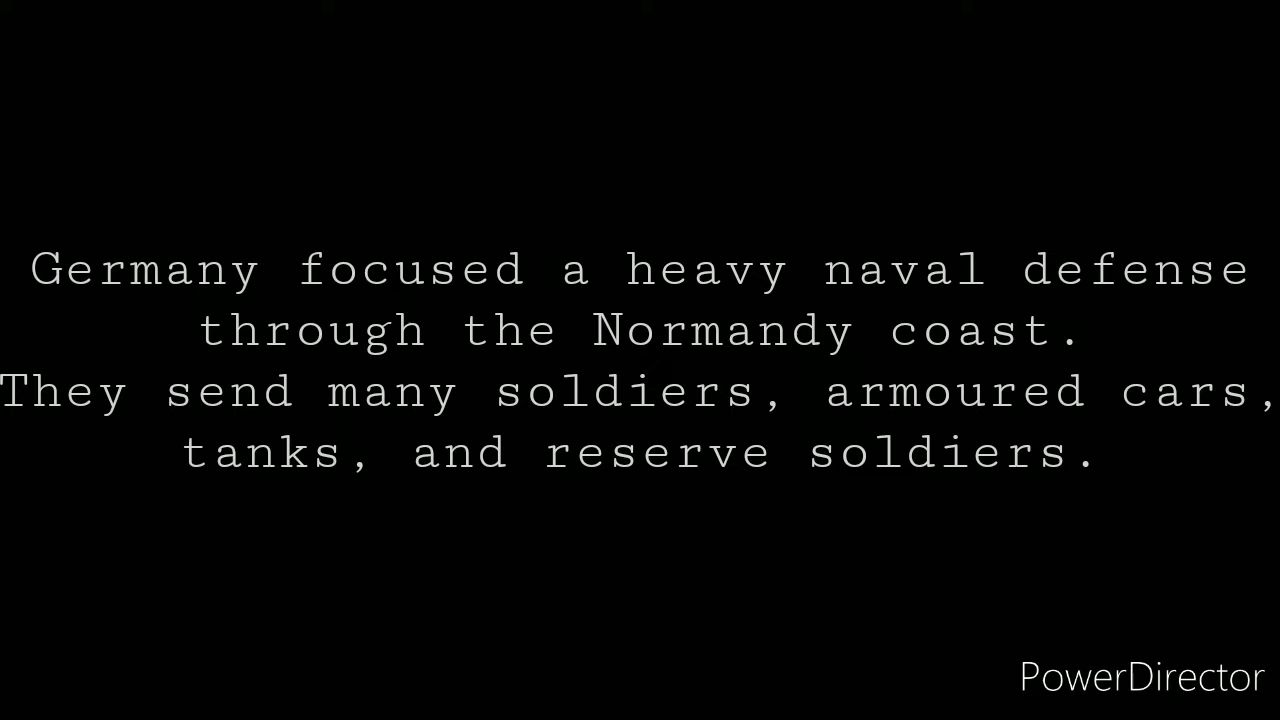 Germany focused a heavy naval defense
through the Normandy coast.
They send many soldiers, armoured cars,
tanks, and reserve soldiers.
PowerDirector